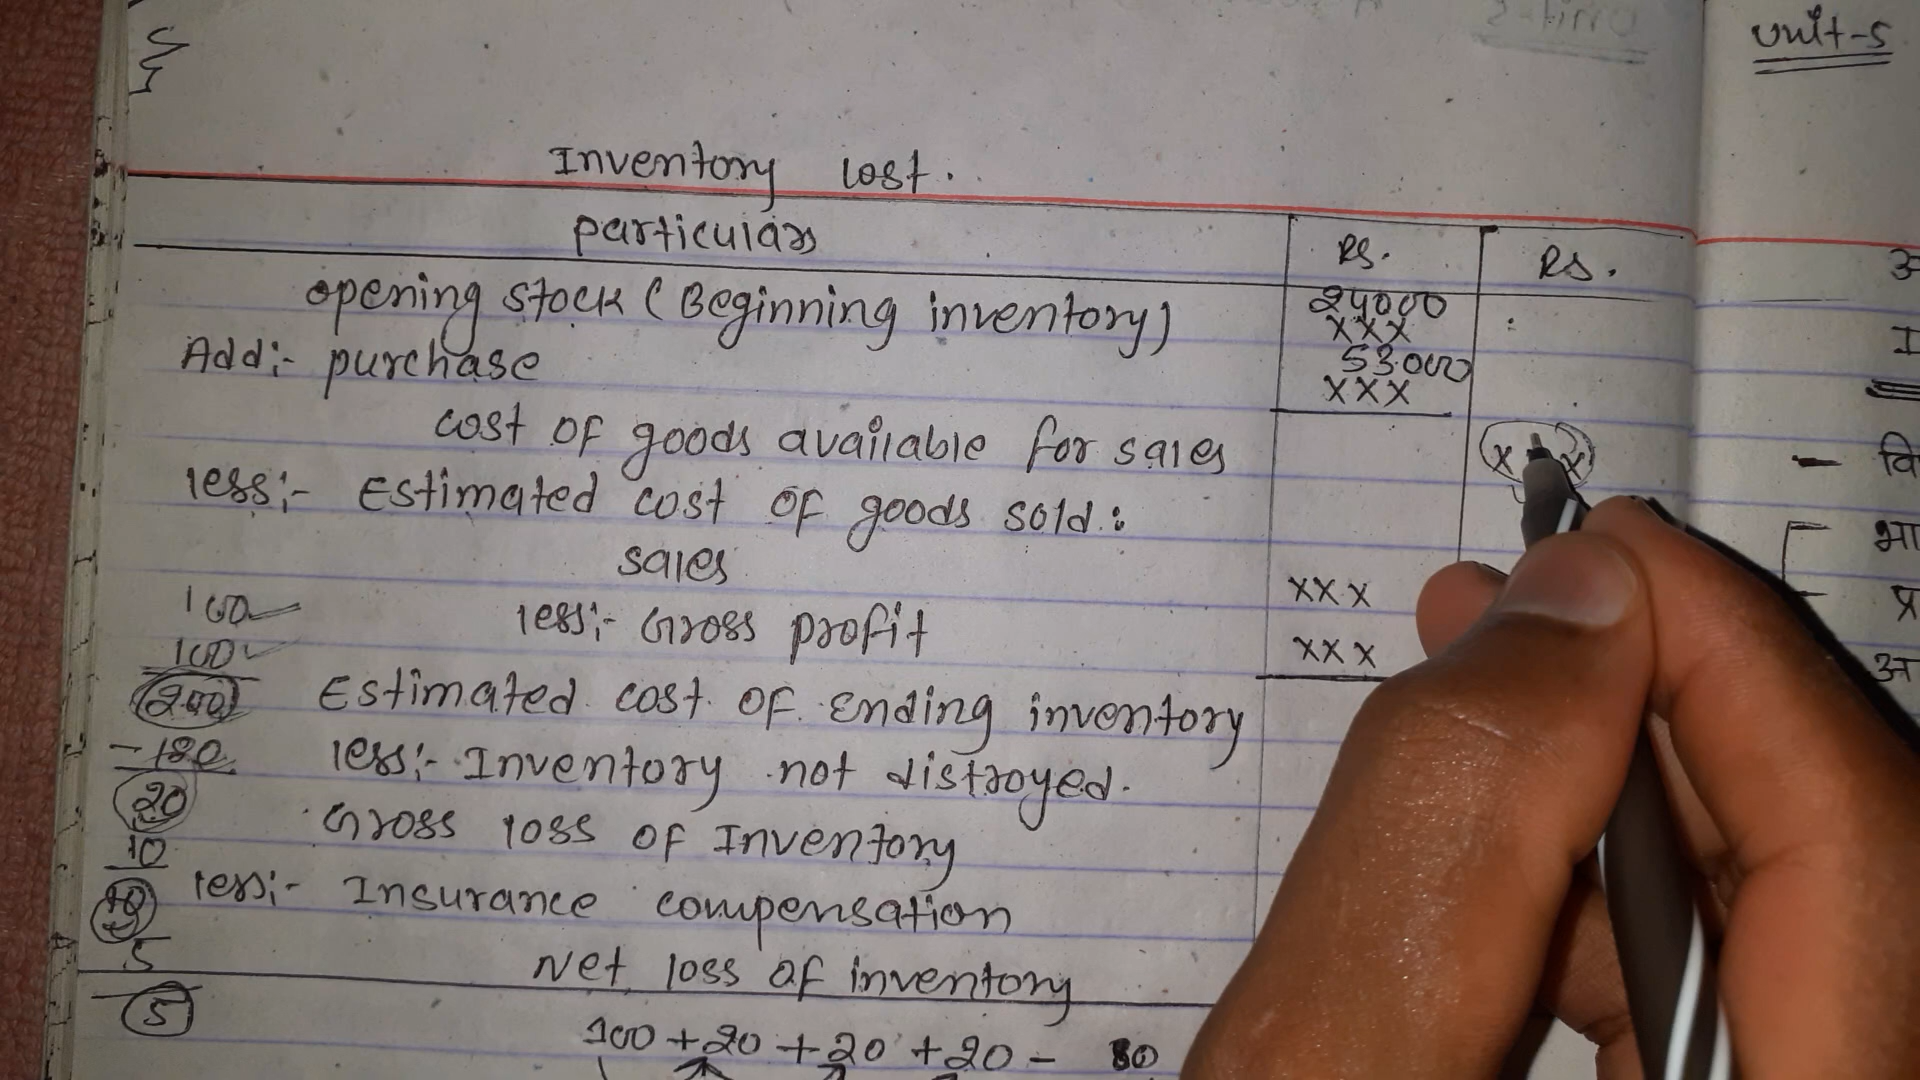 Unit-5
Inventory lost.
particulars
Rs.
Rs.
opening stock (Beginning inventory)
24000
xxx
Add:- purchase
53000
xxx
cost of goods available for sales
less:- Estimated cost of goods sold:
sales
xxx
less:- Gross profit
xxx
Estimated cost of Ending inventory
less:- Inventory not distroyed.
Gross loss of Inventory
less:- Insurance compensation
Net loss of inventory
100 + 20 + 20 + 20 -
100
100
200
- 180
20
10
5
5
वि
भा
प्र